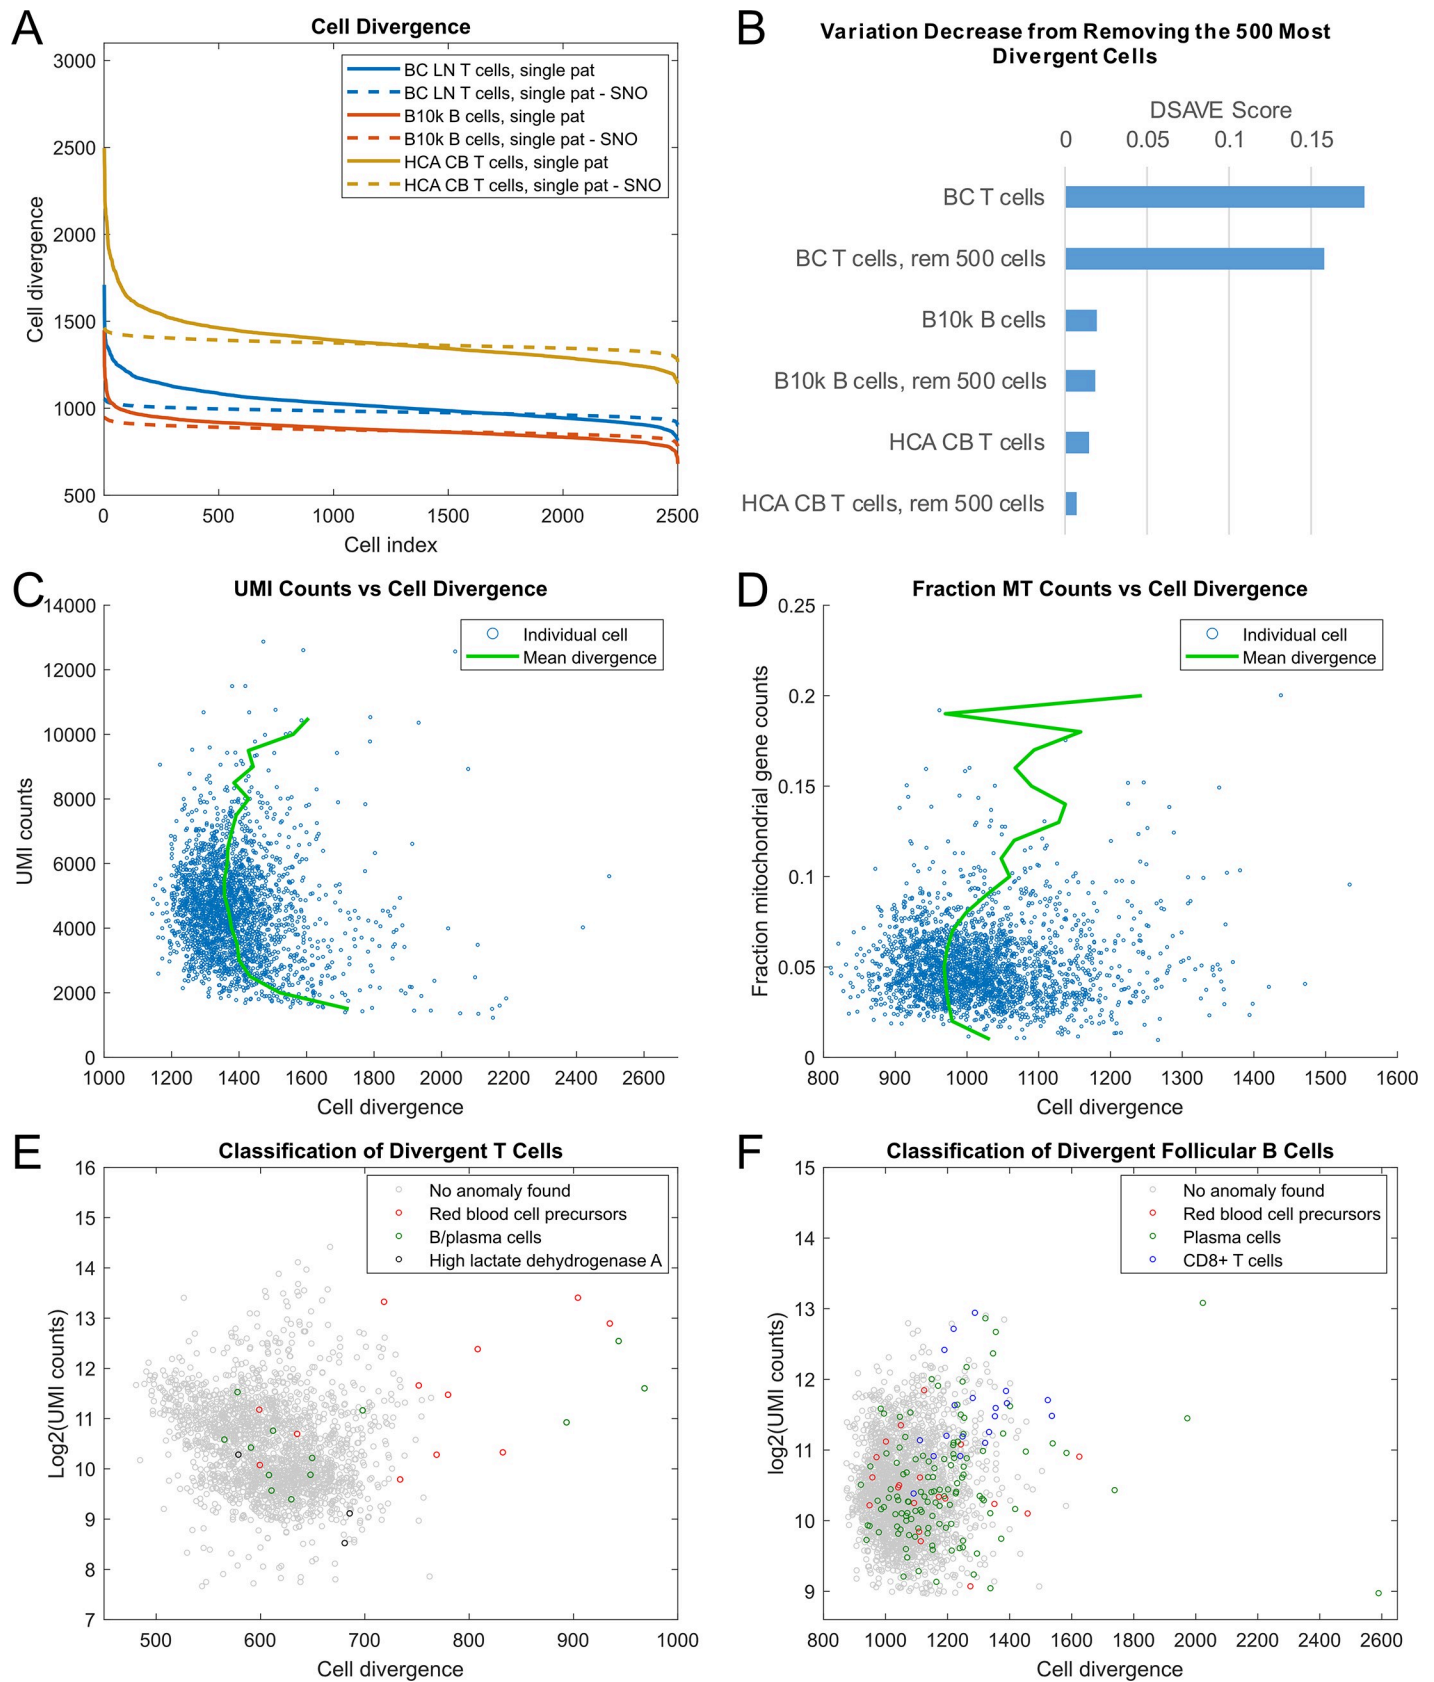 A
Cell Divergence
BC LN T cells, single pat
BC LN T cells, single pat - SNO
B10k B cells, single pat
B10k B cells, single pat - SNO
HCA CB T cells, single pat
HCA CB T cells, single pat - SNO
Cell divergence
3000
2500
2000
1500
1000
500
0 500 1000 1500 2000 2500
Cell index
B
Variation Decrease from Removing the 500 Most
Divergent Cells
DSAVE Score
0 0.05 0.1 0.15
BC T cells
BC T cells, rem 500 cells
B10k B cells
B10k B cells, rem 500 cells
HCA CB T cells
HCA CB T cells, rem 500 cells
C
UMI Counts vs Cell Divergence
Individual cell
Mean divergence
UMI counts
14000
12000
10000
8000
6000
4000
2000
0
1000 1200 1400 1600 1800 2000 2200 2400 2600
Cell divergence
D
Fraction MT Counts vs Cell Divergence
Individual cell
Mean divergence
Fraction mitochondrial gene counts
0.25
0.2
0.15
0.1
0.05
0
800 900 1000 1100 1200 1300 1400 1500 1600
Cell divergence
E
Classification of Divergent T Cells
No anomaly found
Red blood cell precursors
B/plasma cells
High lactate dehydrogenase A
Log2(UMI counts)
16
15
14
13
12
11
10
9
8
7
500 600 700 800 900 1000
Cell divergence
F
Classification of Divergent Follicular B Cells
No anomaly found
Red blood cell precursors
Plasma cells
CD8+ T cells
log2(UMI counts)
15
14
13
12
11
10
9
800 1000 1200 1400 1600 1800 2000 2200 2400 2600
Cell divergence